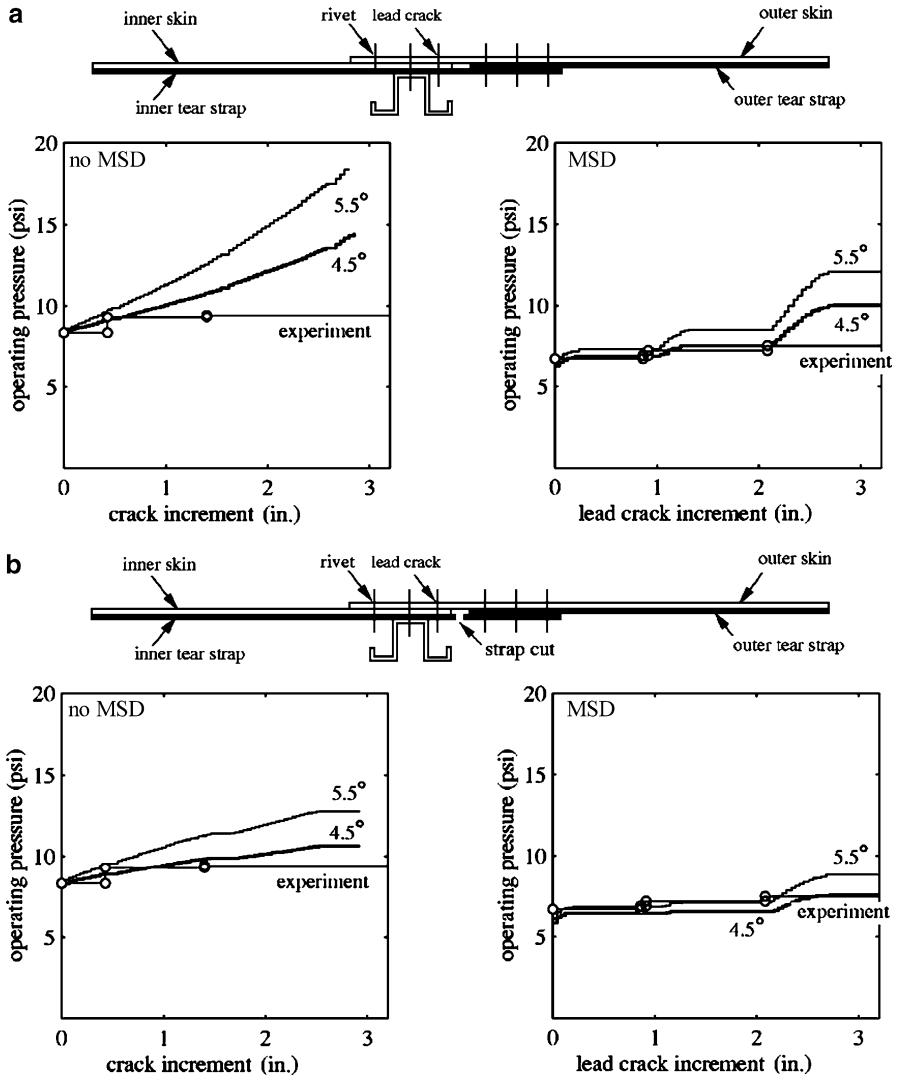 a
inner skin
rivet
lead crack
outer skin
inner tear strap
outer tear strap
no MSD
20
15
10
5
operating pressure (psi)
5.5°
4.5°
experiment
0 1 2 3
crack increment (in.)
MSD
20
15
10
5
operating pressure (psi)
5.5°
4.5°
experiment
0 1 2 3
lead crack increment (in.)
b
inner skin
rivet
lead crack
outer skin
inner tear strap
strap cut
outer tear strap
no MSD
20
15
10
5
operating pressure (psi)
5.5°
4.5°
experiment
0 1 2 3
crack increment (in.)
MSD
20
15
10
5
operating pressure (psi)
5.5°
experiment
4.5°
0 1 2 3
lead crack increment (in.)